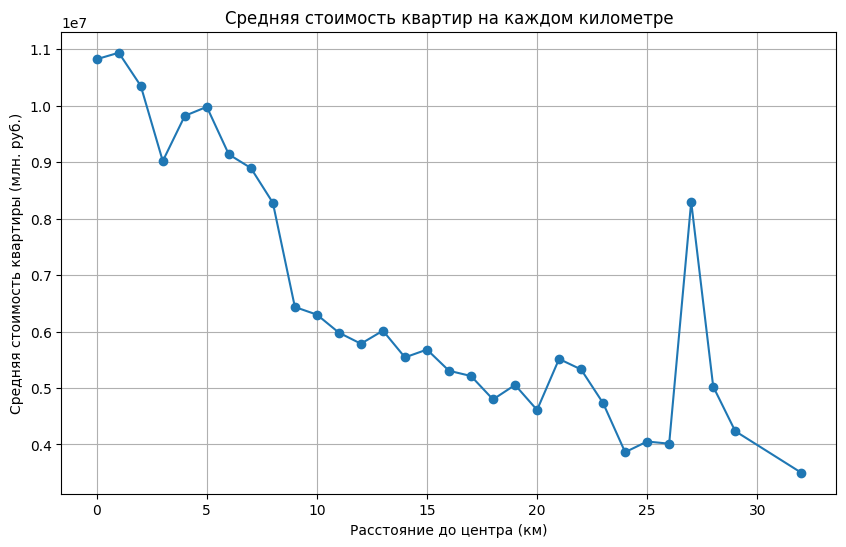 Средняя стоимость квартир на каждом километре
1e7
1.1
1.0
0.9
0.8
0.7
0.6
0.5
0.4
Средняя стоимость квартиры (млн. руб.)
0 5 10 15 20 25 30
Расстояние до центра (км)